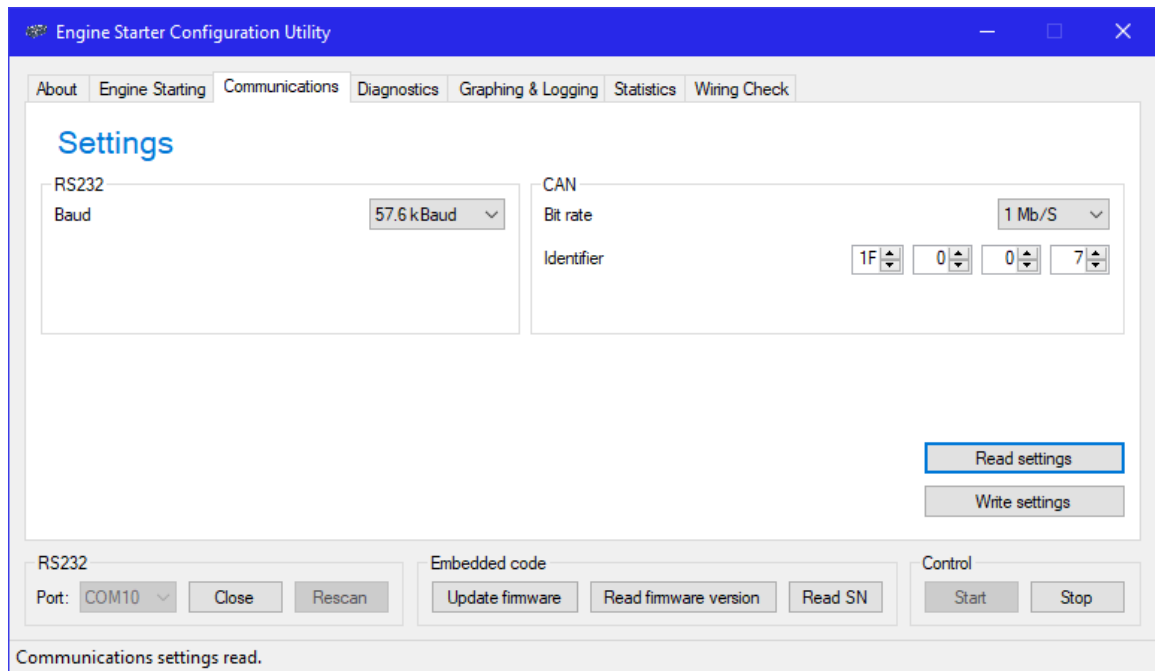 Engine Starter Configuration Utility
About Engine Starting Communications Diagnostics Graphing & Logging Statistics Wiring Check
Settings
RS232
Baud 57.6 kBaud
CAN
Bit rate 1 Mb/S
Identifier 1F 0 0 7
Read settings
Write settings
RS232
Port: COM10 Close Rescan
Embedded code
Update firmware Read firmware version Read SN
Control
Start Stop
Communications settings read.